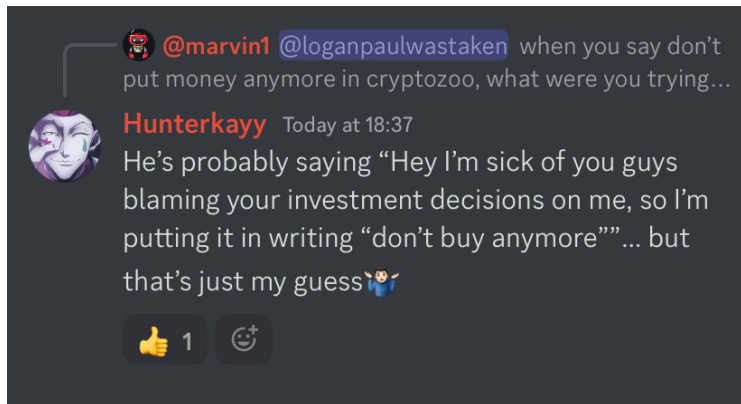 @marvin1 @loganpaulwastaken when you say don't
put money anymore in cryptozoo, what were you trying...
Hunterkayy Today at 18:37
He's probably saying “Hey I'm sick of you guys
blaming your investment decisions on me, so I'm
putting it in writing “don't buy anymore””... but
that's just my guess🤷🏻‍♂️
👍 1